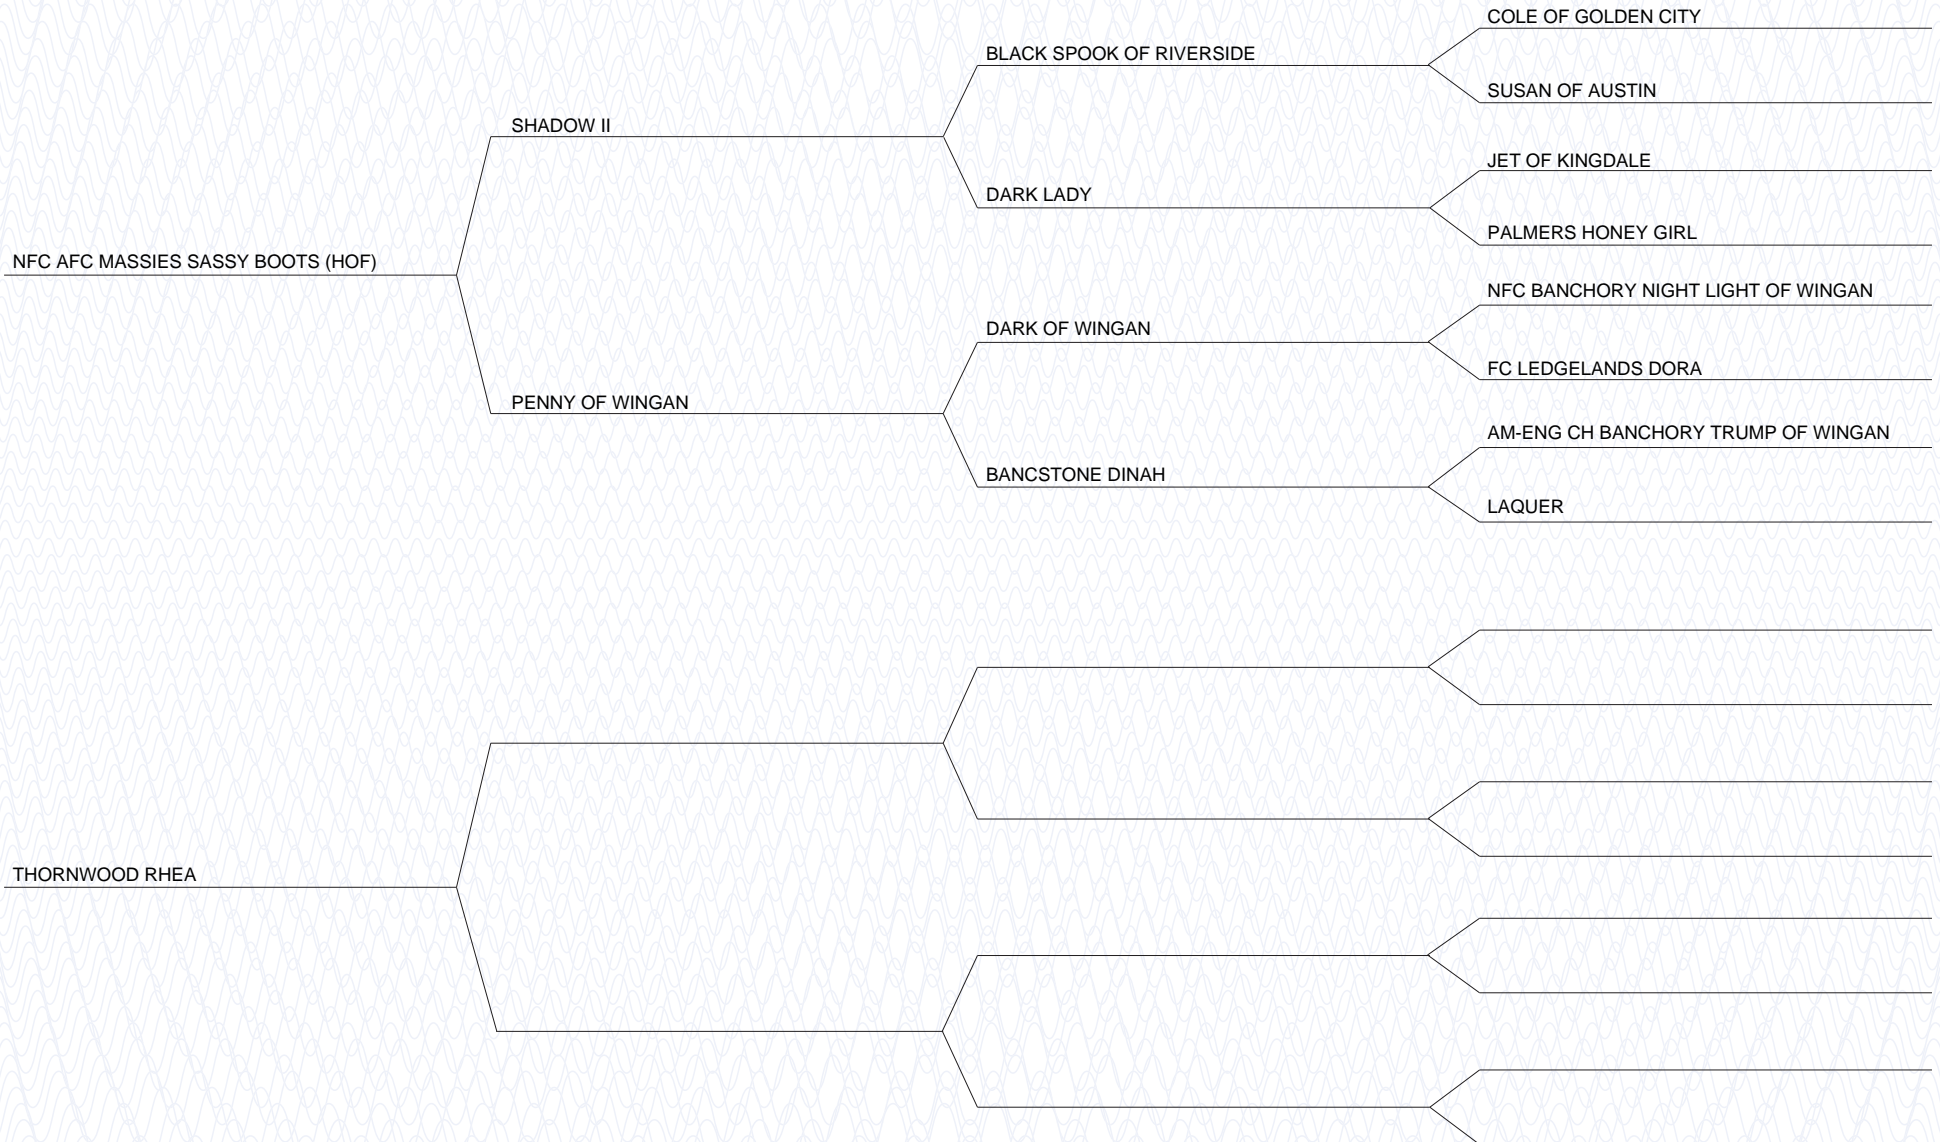 COLE OF GOLDEN CITY
BLACK SPOOK OF RIVERSIDE
SUSAN OF AUSTIN
SHADOW II
JET OF KINGDALE
DARK LADY
PALMERS HONEY GIRL
NFC AFC MASSIES SASSY BOOTS (HOF)
NFC BANCHORY NIGHT LIGHT OF WINGAN
DARK OF WINGAN
FC LEDGELANDS DORA
PENNY OF WINGAN
AM-ENG CH BANCHORY TRUMP OF WINGAN
BANCSTONE DINAH
LAQUER
THORNWOOD RHEA